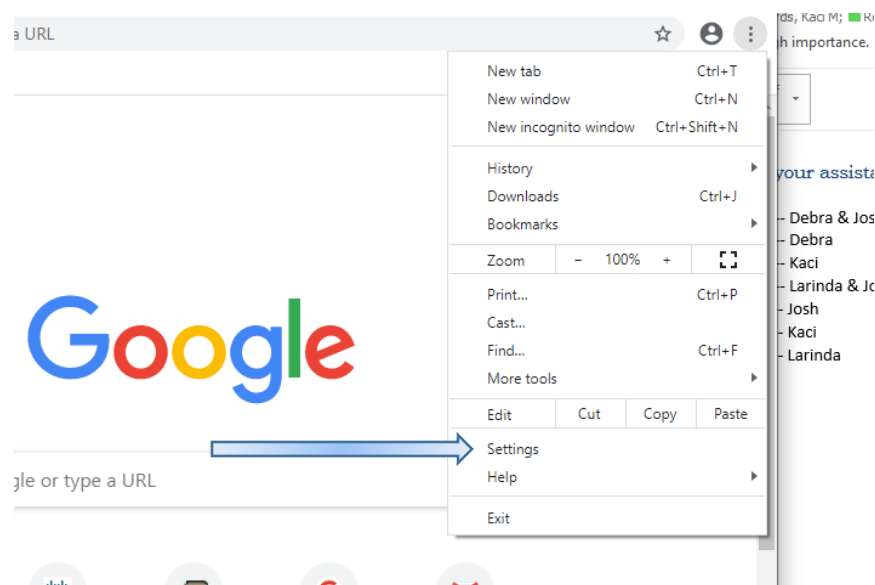 a URL
New tab Ctrl+T
New window Ctrl+N
New incognito window Ctrl+Shift+N
History
Downloads Ctrl+J
Bookmarks
Zoom - 100% +
Print... Ctrl+P
Cast...
Find... Ctrl+F
More tools
Edit Cut Copy Paste
Settings
Help
Exit
Google
gle or type a URL
Kaci M;
h importance.
your
-- Debra & Jos
-- Debra
-- Kaci
-- Larinda & Jo
- Josh
- Kaci
- Larinda